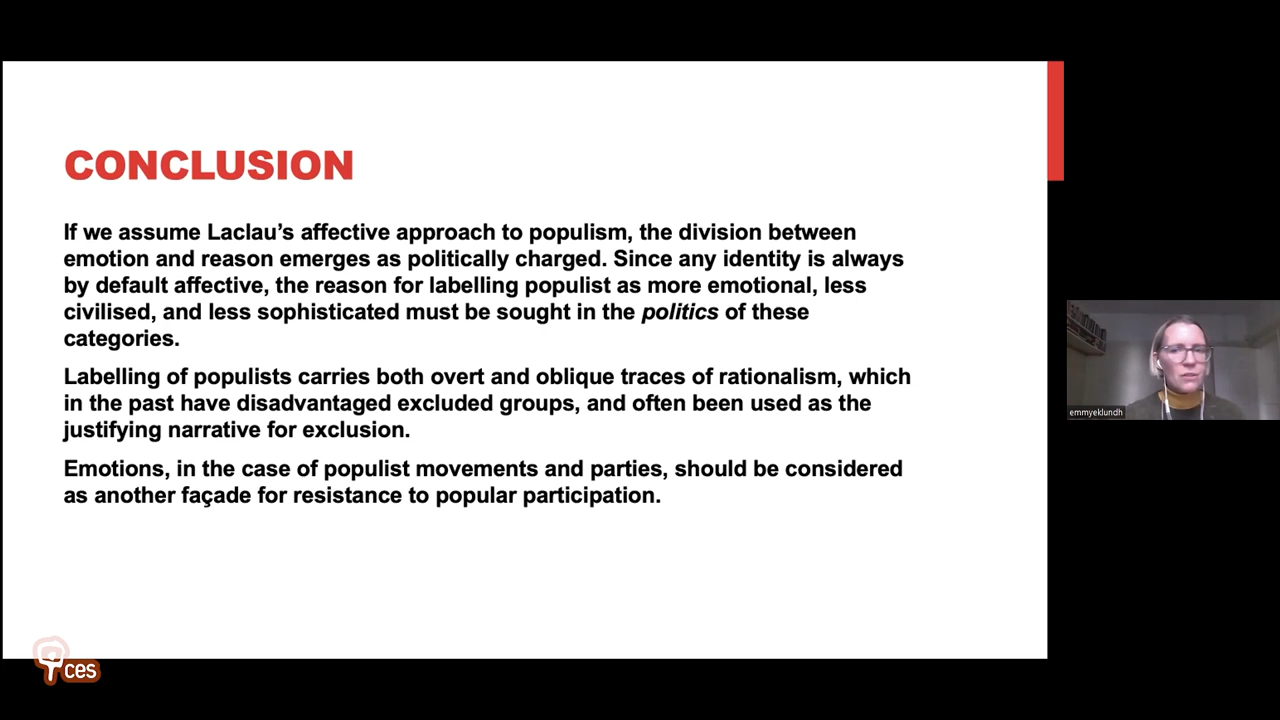 CONCLUSION
If we assume Laclau’s affective approach to populism, the division between
emotion and reason emerges as politically charged. Since any identity is always
by default affective, the reason for labelling populist as more emotional, less
civilised, and less sophisticated must be sought in the politics of these
categories.
Labelling of populists carries both overt and oblique traces of rationalism, which
in the past have disadvantaged excluded groups, and often been used as the
justifying narrative for exclusion.
Emotions, in the case of populist movements and parties, should be considered
as another façade for resistance to popular participation.
emmyeklundh
ces